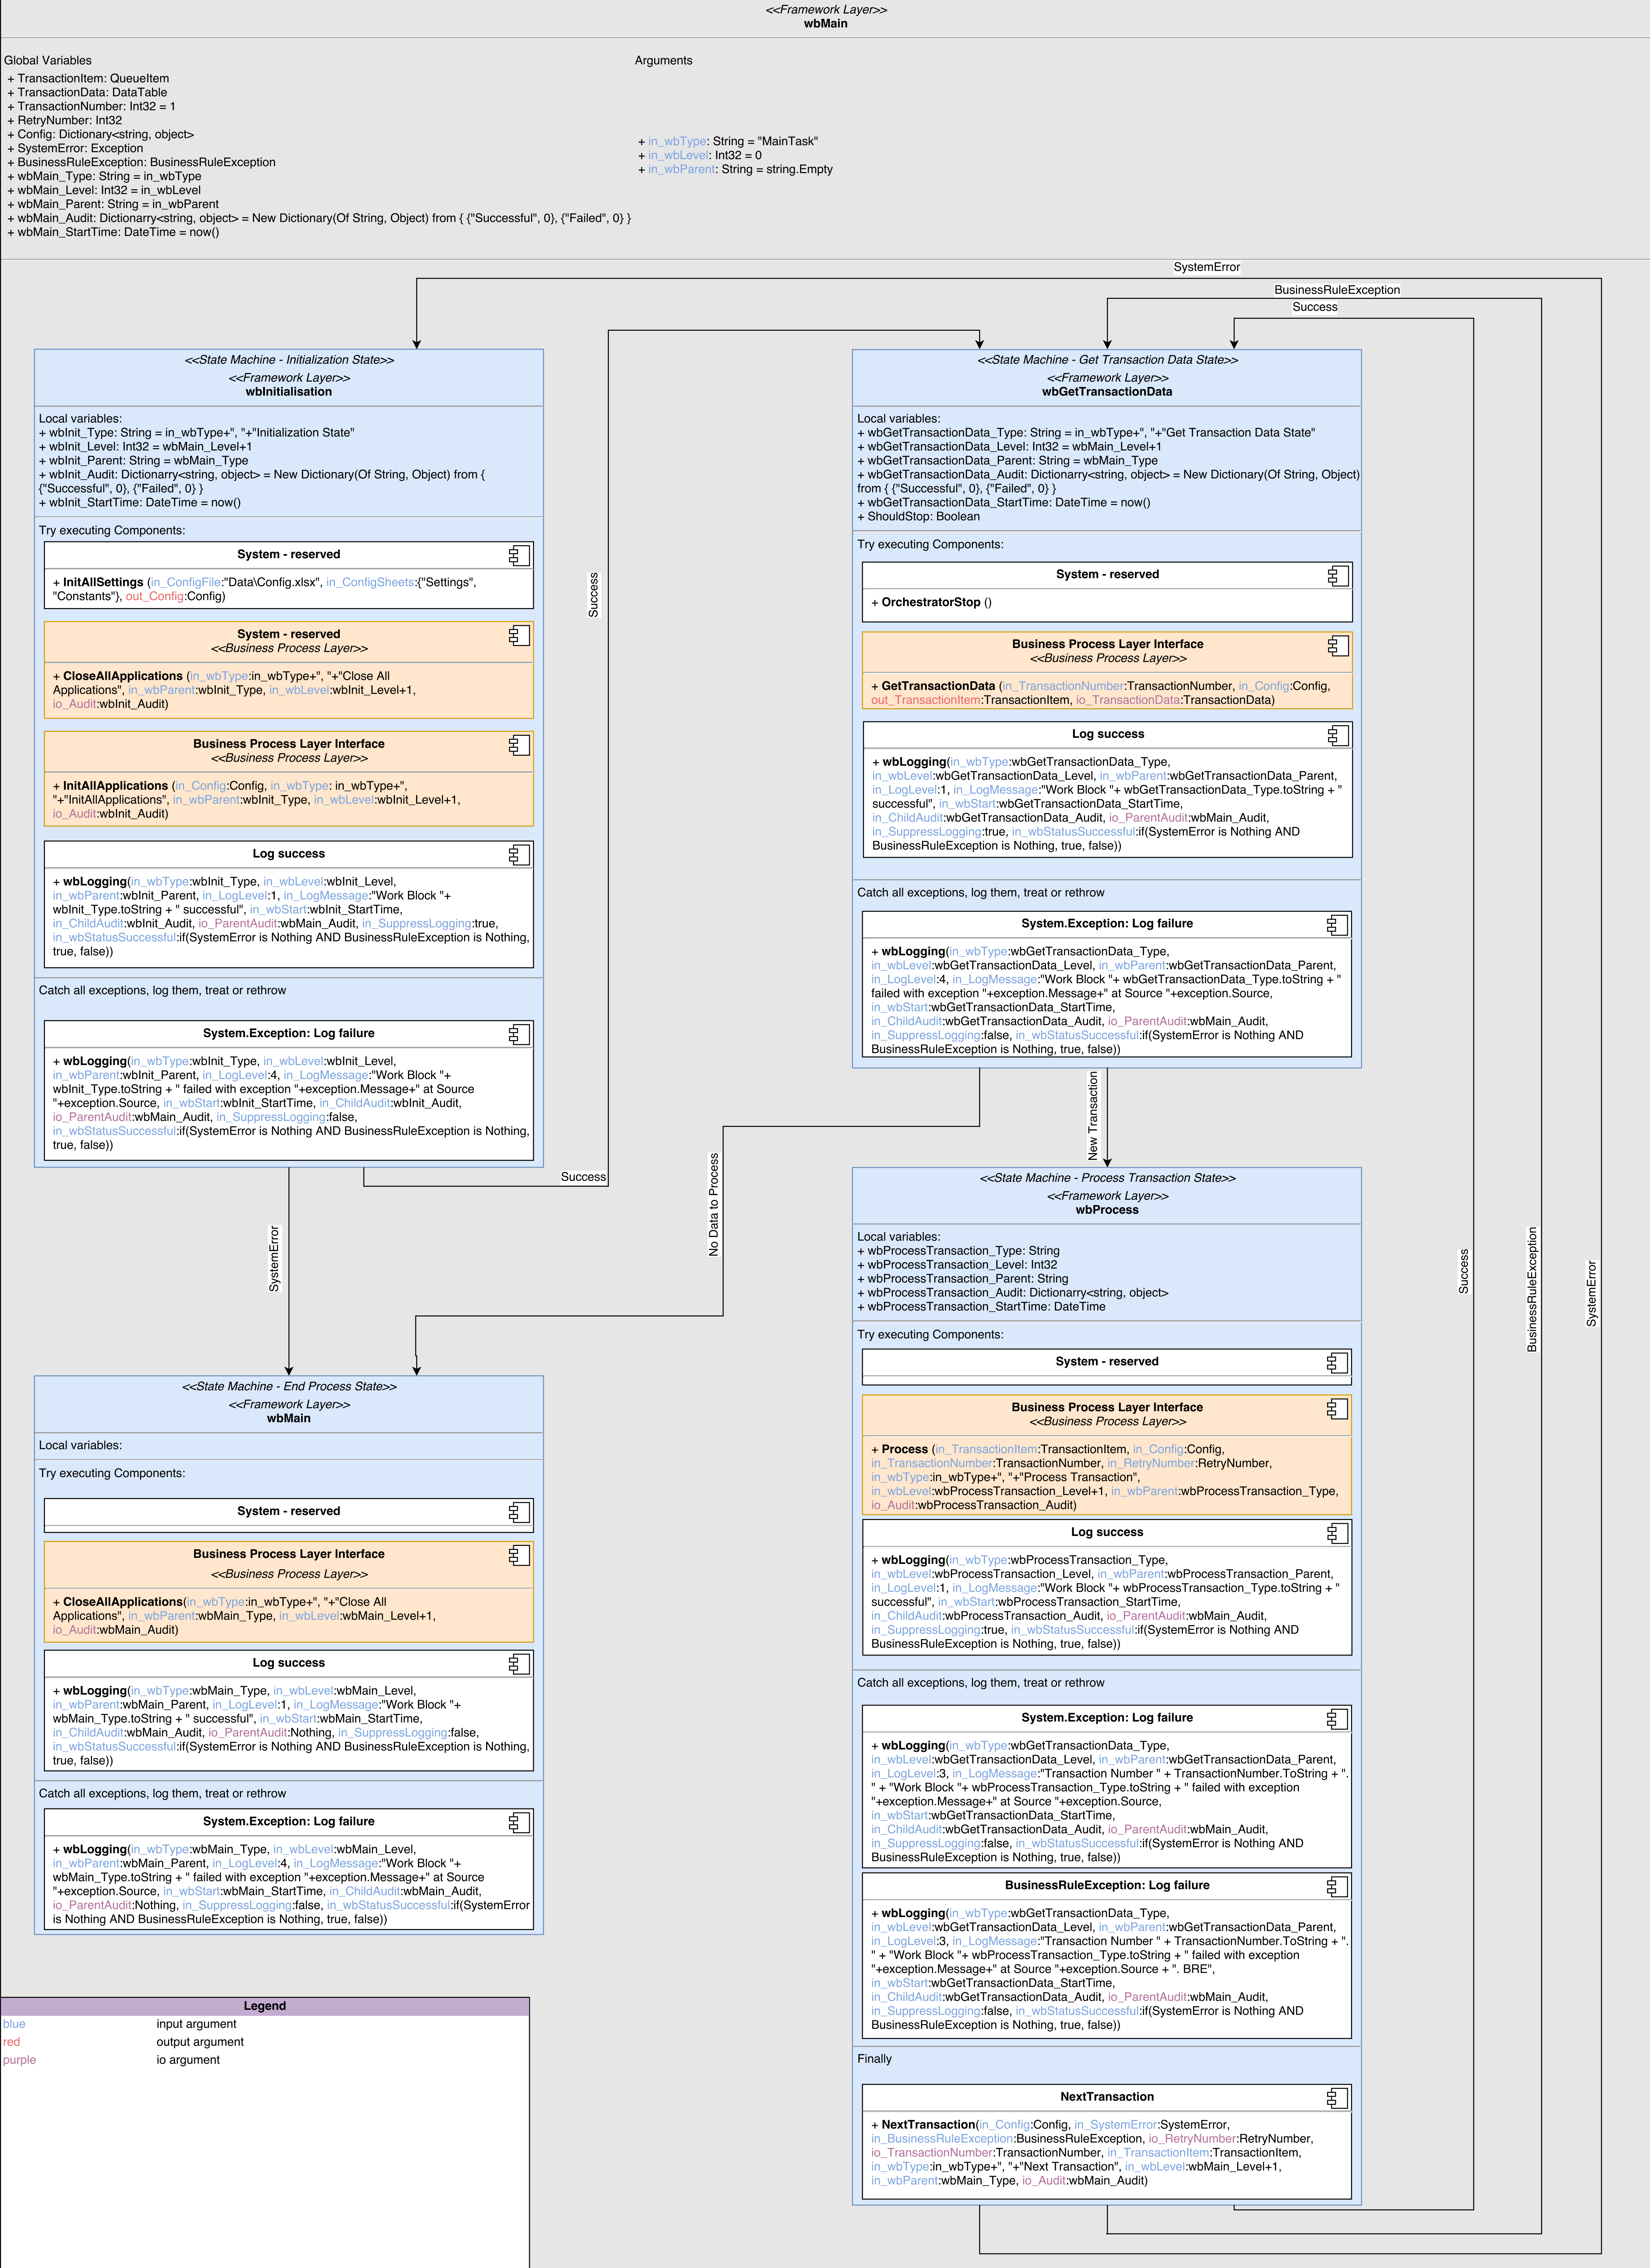 <<Framework Layer>>
wbMain
Global Variables
+ TransactionItem: QueueItem
+ TransactionData: DataTable
+ TransactionNumber: Int32 = 1
+ RetryNumber: Int32
+ Config: Dictionary<string, object>
+ SystemError: Exception
+ BusinessRuleException: BusinessRuleException
+ wbMain_Type: String = in_wbType
+ wbMain_Level: Int32 = in_wbLevel
+ wbMain_Parent: String = in_wbParent
+ wbMain_Audit: Dictionarry<string, object> = New Dictionary(Of String, Object) from { {"Successful", 0}, {"Failed", 0} }
+ wbMain_StartTime: DateTime = now()
Arguments
+ in_wbType: String = "MainTask"
+ in_wbLevel: Int32 = 0
+ in_wbParent: String = string.Empty
SystemError
BusinessRuleException
Success
<<State Machine - Initialization State>>
<<Framework Layer>>
wbInitialisation
Local variables:
+ wbInit_Type: String = in_wbType+", "+"Initialization State"
+ wbInit_Level: Int32 = wbMain_Level+1
+ wbInit_Parent: String = wbMain_Type
+ wbInit_Audit: Dictionarry<string, object> = New Dictionary(Of String, Object) from {
{"Successful", 0}, {"Failed", 0} }
+ wbInit_StartTime: DateTime = now()
Try executing Components:
System - reserved
+ InitAllSettings (in_ConfigFile:"Data\Config.xlsx", in_ConfigSheets:{"Settings",
"Constants"}, out_Config:Config)
System - reserved
<<Business Process Layer>>
+ CloseAllApplications (in_wbType:in_wbType+", "+"Close All
Applications", in_wbParent:wbInit_Type, in_wbLevel:wbInit_Level+1,
io_Audit:wbInit_Audit)
Business Process Layer Interface
<<Business Process Layer>>
+ InitAllApplications (in_Config:Config, in_wbType: in_wbType+",
"+"InitAllApplications", in_wbParent:wbInit_Type, in_wbLevel:wbInit_Level+1,
io_Audit:wbInit_Audit)
Log success
+ wbLogging(in_wbType:wbInit_Type, in_wbLevel:wbInit_Level,
in_wbParent:wbInit_Parent, in_LogLevel:1, in_LogMessage:"Work Block "+
wbInit_Type.toString + " successful", in_wbStart:wbInit_StartTime,
in_ChildAudit:wbInit_Audit, io_ParentAudit:wbMain_Audit, in_SuppressLogging:true,
in_wbStatusSuccessful:if(SystemError is Nothing AND BusinessRuleException is Nothing,
true, false))
Catch all exceptions, log them, treat or rethrow
System.Exception: Log failure
+ wbLogging(in_wbType:wbInit_Type, in_wbLevel:wbInit_Level,
in_wbParent:wbInit_Parent, in_LogLevel:4, in_LogMessage:"Work Block "+
wbInit_Type.toString + " failed with exception "+exception.Message+" at Source
"+exception.Source, in_wbStart:wbInit_StartTime, in_ChildAudit:wbInit_Audit,
io_ParentAudit:wbMain_Audit, in_SuppressLogging:false,
in_wbStatusSuccessful:if(SystemError is Nothing AND BusinessRuleException is Nothing,
true, false))
Success
Success
SystemError
No Data to Process
<<State Machine - Get Transaction Data State>>
<<Framework Layer>>
wbGetTransactionData
Local variables:
+ wbGetTransactionData_Type: String = in_wbType+", "+"Get Transaction Data State"
+ wbGetTransactionData_Level: Int32 = wbMain_Level+1
+ wbGetTransactionData_Parent: String = wbMain_Type
+ wbGetTransactionData_Audit: Dictionarry<string, object> = New Dictionary(Of String, Object)
from { {"Successful", 0}, {"Failed", 0} }
+ wbGetTransactionData_StartTime: DateTime = now()
+ ShouldStop: Boolean
Try executing Components:
System - reserved
+ OrchestratorStop ()
Business Process Layer Interface
<<Business Process Layer>>
+ GetTransactionData (in_TransactionNumber:TransactionNumber, in_Config:Config,
out_TransactionItem:TransactionItem, io_TransactionData:TransactionData)
Log success
+ wbLogging(in_wbType:wbGetTransactionData_Type,
in_wbLevel:wbGetTransactionData_Level, in_wbParent:wbGetTransactionData_Parent,
in_LogLevel:1, in_LogMessage:"Work Block "+ wbGetTransactionData_Type.toString + "
successful", in_wbStart:wbGetTransactionData_StartTime,
in_ChildAudit:wbGetTransactionData_Audit, io_ParentAudit:wbMain_Audit,
in_SuppressLogging:true, in_wbStatusSuccessful:if(SystemError is Nothing AND
BusinessRuleException is Nothing, true, false))
Catch all exceptions, log them, treat or rethrow
System.Exception: Log failure
+ wbLogging(in_wbType:wbGetTransactionData_Type,
in_wbLevel:wbGetTransactionData_Level, in_wbParent:wbGetTransactionData_Parent,
in_LogLevel:4, in_LogMessage:"Work Block "+ wbGetTransactionData_Type.toString + "
failed with exception "+exception.Message+" at Source "+exception.Source,
in_wbStart:wbGetTransactionData_StartTime,
in_ChildAudit:wbGetTransactionData_Audit, io_ParentAudit:wbMain_Audit,
in_SuppressLogging:false, in_wbStatusSuccessful:if(SystemError is Nothing AND
BusinessRuleException is Nothing, true, false))
New Transaction
<<State Machine - End Process State>>
<<Framework Layer>>
wbMain
Local variables:
Try executing Components:
System - reserved
Business Process Layer Interface
<<Business Process Layer>>
+ CloseAllApplications(in_wbType:in_wbType+", "+"Close All
Applications", in_wbParent:wbMain_Type, in_wbLevel:wbMain_Level+1,
io_Audit:wbMain_Audit)
Log success
+ wbLogging(in_wbType:wbMain_Type, in_wbLevel:wbMain_Level,
in_wbParent:wbMain_Parent, in_LogLevel:1, in_LogMessage:"Work Block "+
wbMain_Type.toString + " successful", in_wbStart:wbMain_StartTime,
in_ChildAudit:wbMain_Audit, io_ParentAudit:Nothing, in_SuppressLogging:false,
in_wbStatusSuccessful:if(SystemError is Nothing AND BusinessRuleException is Nothing,
true, false))
Catch all exceptions, log them, treat or rethrow
System.Exception: Log failure
+ wbLogging(in_wbType:wbMain_Type, in_wbLevel:wbMain_Level,
in_wbParent:wbMain_Parent, in_LogLevel:4, in_LogMessage:"Work Block "+
wbMain_Type.toString + " failed with exception "+exception.Message+" at Source
"+exception.Source, in_wbStart:wbMain_StartTime, in_ChildAudit:wbMain_Audit,
io_ParentAudit:Nothing, in_SuppressLogging:false, in_wbStatusSuccessful:if(SystemError
is Nothing AND BusinessRuleException is Nothing, true, false))
<<State Machine - Process Transaction State>>
<<Framework Layer>>
wbProcess
Local variables:
+ wbProcessTransaction_Type: String
+ wbProcessTransaction_Level: Int32
+ wbProcessTransaction_Parent: String
+ wbProcessTransaction_Audit: Dictionarry<string, object>
+ wbProcessTransaction_StartTime: DateTime
Try executing Components:
System - reserved
Business Process Layer Interface
<<Business Process Layer>>
+ Process (in_TransactionItem:TransactionItem, in_Config:Config,
in_TransactionNumber:TransactionNumber, in_RetryNumber:RetryNumber,
in_wbType:in_wbType+", "+"Process Transaction",
in_wbLevel:wbProcessTransaction_Level+1, in_wbParent:wbProcessTransaction_Type,
io_Audit:wbProcessTransaction_Audit)
Log success
+ wbLogging(in_wbType:wbProcessTransaction_Type,
in_wbLevel:wbProcessTransaction_Level, in_wbParent:wbProcessTransaction_Parent,
in_LogLevel:1, in_LogMessage:"Work Block "+ wbProcessTransaction_Type.toString + "
successful", in_wbStart:wbProcessTransaction_StartTime,
in_ChildAudit:wbProcessTransaction_Audit, io_ParentAudit:wbMain_Audit,
in_SuppressLogging:true, in_wbStatusSuccessful:if(SystemError is Nothing AND
BusinessRuleException is Nothing, true, false))
Catch all exceptions, log them, treat or rethrow
System.Exception: Log failure
+ wbLogging(in_wbType:wbGetTransactionData_Type,
in_wbLevel:wbGetTransactionData_Level, in_wbParent:wbGetTransactionData_Parent,
in_LogLevel:3, in_LogMessage:"Transaction Number " + TransactionNumber.ToString + ".
" + "Work Block "+ wbProcessTransaction_Type.toString + " failed with exception
"+exception.Message+" at Source "+exception.Source,
in_wbStart:wbGetTransactionData_StartTime,
in_ChildAudit:wbGetTransactionData_Audit, io_ParentAudit:wbMain_Audit,
in_SuppressLogging:false, in_wbStatusSuccessful:if(SystemError is Nothing AND
BusinessRuleException is Nothing, true, false))
BusinessRuleException: Log failure
+ wbLogging(in_wbType:wbGetTransactionData_Type,
in_wbLevel:wbGetTransactionData_Level, in_wbParent:wbGetTransactionData_Parent,
in_LogLevel:3, in_LogMessage:"Transaction Number " + TransactionNumber.ToString + ".
" + "Work Block "+ wbProcessTransaction_Type.toString + " failed with exception
"+exception.Message+" at Source "+exception.Source + ". BRE",
in_wbStart:wbGetTransactionData_StartTime,
in_ChildAudit:wbGetTransactionData_Audit, io_ParentAudit:wbMain_Audit,
in_SuppressLogging:false, in_wbStatusSuccessful:if(SystemError is Nothing AND
BusinessRuleException is Nothing, true, false))
Finally
NextTransaction
+ NextTransaction(in_Config:Config, in_SystemError:SystemError,
in_BusinessRuleException:BusinessRuleException, io_RetryNumber:RetryNumber,
io_TransactionNumber:TransactionNumber, in_TransactionItem:TransactionItem,
in_wbType:in_wbType+", "+"Next Transaction", in_wbLevel:wbMain_Level+1,
in_wbParent:wbMain_Type, io_Audit:wbMain_Audit)
Success
BusinessRuleException
SystemError
Legend
blue input argument
red output argument
purple io argument